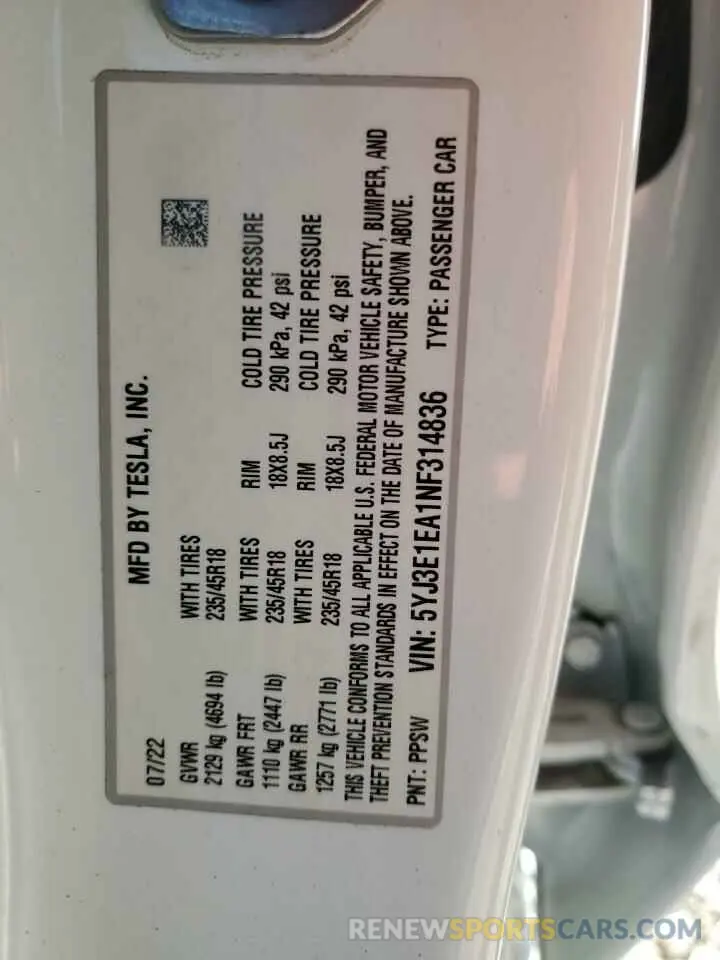 MFD BY TESLA, INC.
07/22
GVWR WITH TIRES
2129 kg (4694 lb) 235/45R18
GAWR FRT WITH TIRES RIM COLD TIRE PRESSURE
1110 kg (2447 lb) 235/45R18 18X8.5J 290 kPa, 42 psi
GAWR RR WITH TIRES RIM COLD TIRE PRESSURE
1257 kg (2771 lb) 235/45R18 18X8.5J 290 kPa, 42 psi
THIS VEHICLE CONFORMS TO ALL APPLICABLE U.S. FEDERAL MOTOR VEHICLE SAFETY, BUMPER, AND
THEFT PREVENTION STANDARDS IN EFFECT ON THE DATE OF MANUFACTURE SHOWN ABOVE.
PNT: PPSW VIN: 5YJ3E1EA1NF314836 TYPE: PASSENGER CAR
RENEWSPORTSCARS.COM